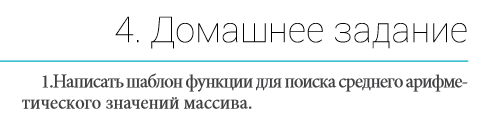 4. Домашнее задание
1.Написать шаблон функции для поиска среднего арифме-
тического значений массива.